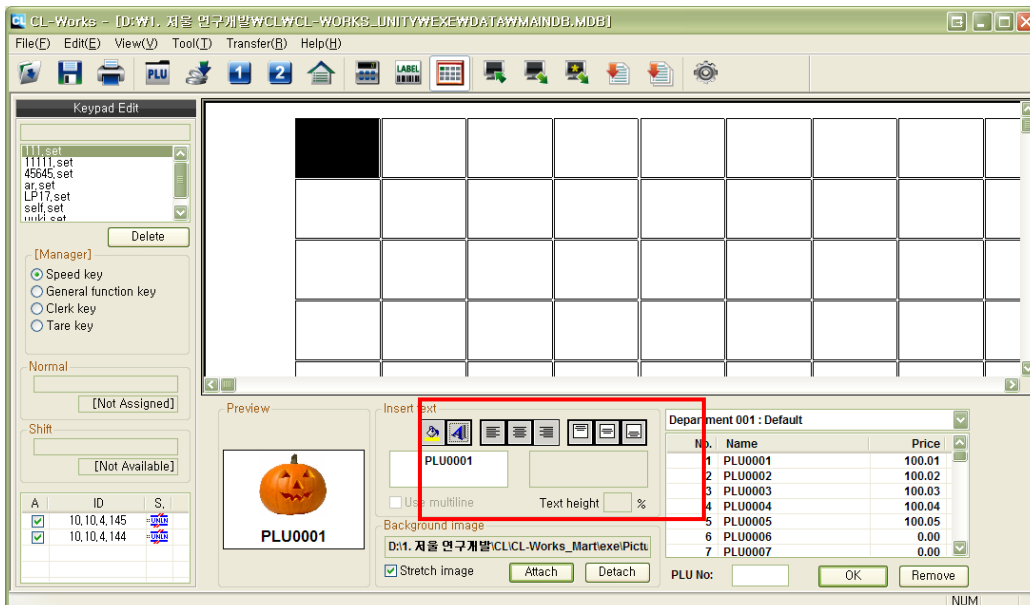 CL-Works - [D:₩1. 저울 연구개발₩CL₩CL-WORKS_UNITY₩EXE₩DATA₩MAINDB.MDB]
File(F) Edit(E) View(V) Tool(T) Transfer(R) Help(H)
PLU 1 2 LABEL
Keypad Edit
111.set
11111.set
45645.set
ar.set
LP17.set
self.set
uuki.set
Delete
[Manager]
Speed key
General function key
Clerk key
Tare key
Normal
[Not Assigned]
Shift
[Not Available]
A ID S.
10.10.4.145 UNLN
10.10.4.144 UNLN
Preview
PLU0001
Insert text
A
PLU0001
Use multiline Text height %
Background image
D:\1. 저울 연구개발\CL\CL-Works_Mart\exe\Pictu
Stretch image Attach Detach
Department 001 : Default
No. Name Price
1 PLU0001 100.01
2 PLU0002 100.02
3 PLU0003 100.03
4 PLU0004 100.04
5 PLU0005 100.05
6 PLU0006 0.00
7 PLU0007 0.00
PLU No: OK Remove
NUM